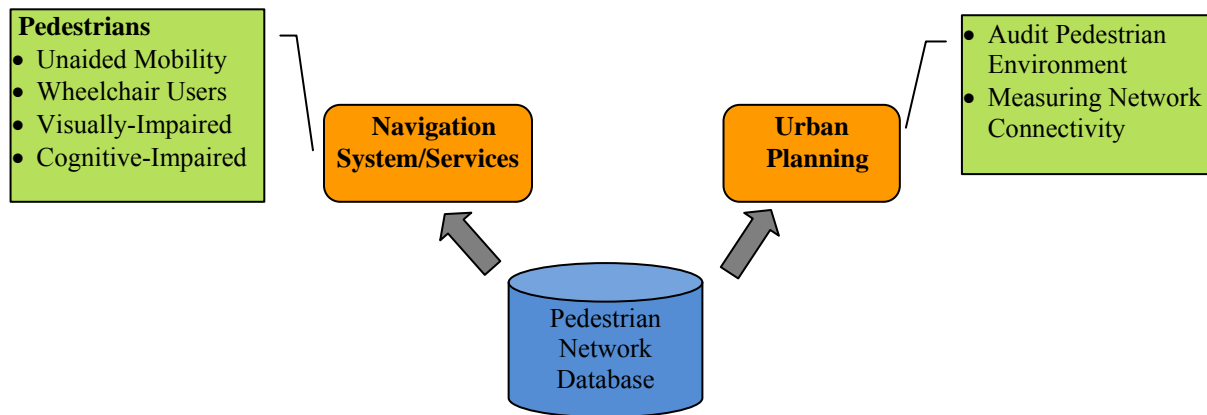 Pedestrians
• Unaided Mobility
• Wheelchair Users
• Visually-Impaired
• Cognitive-Impaired
Navigation
System/Services
Urban
Planning
• Audit Pedestrian
Environment
• Measuring Network
Connectivity
Pedestrian
Network
Database